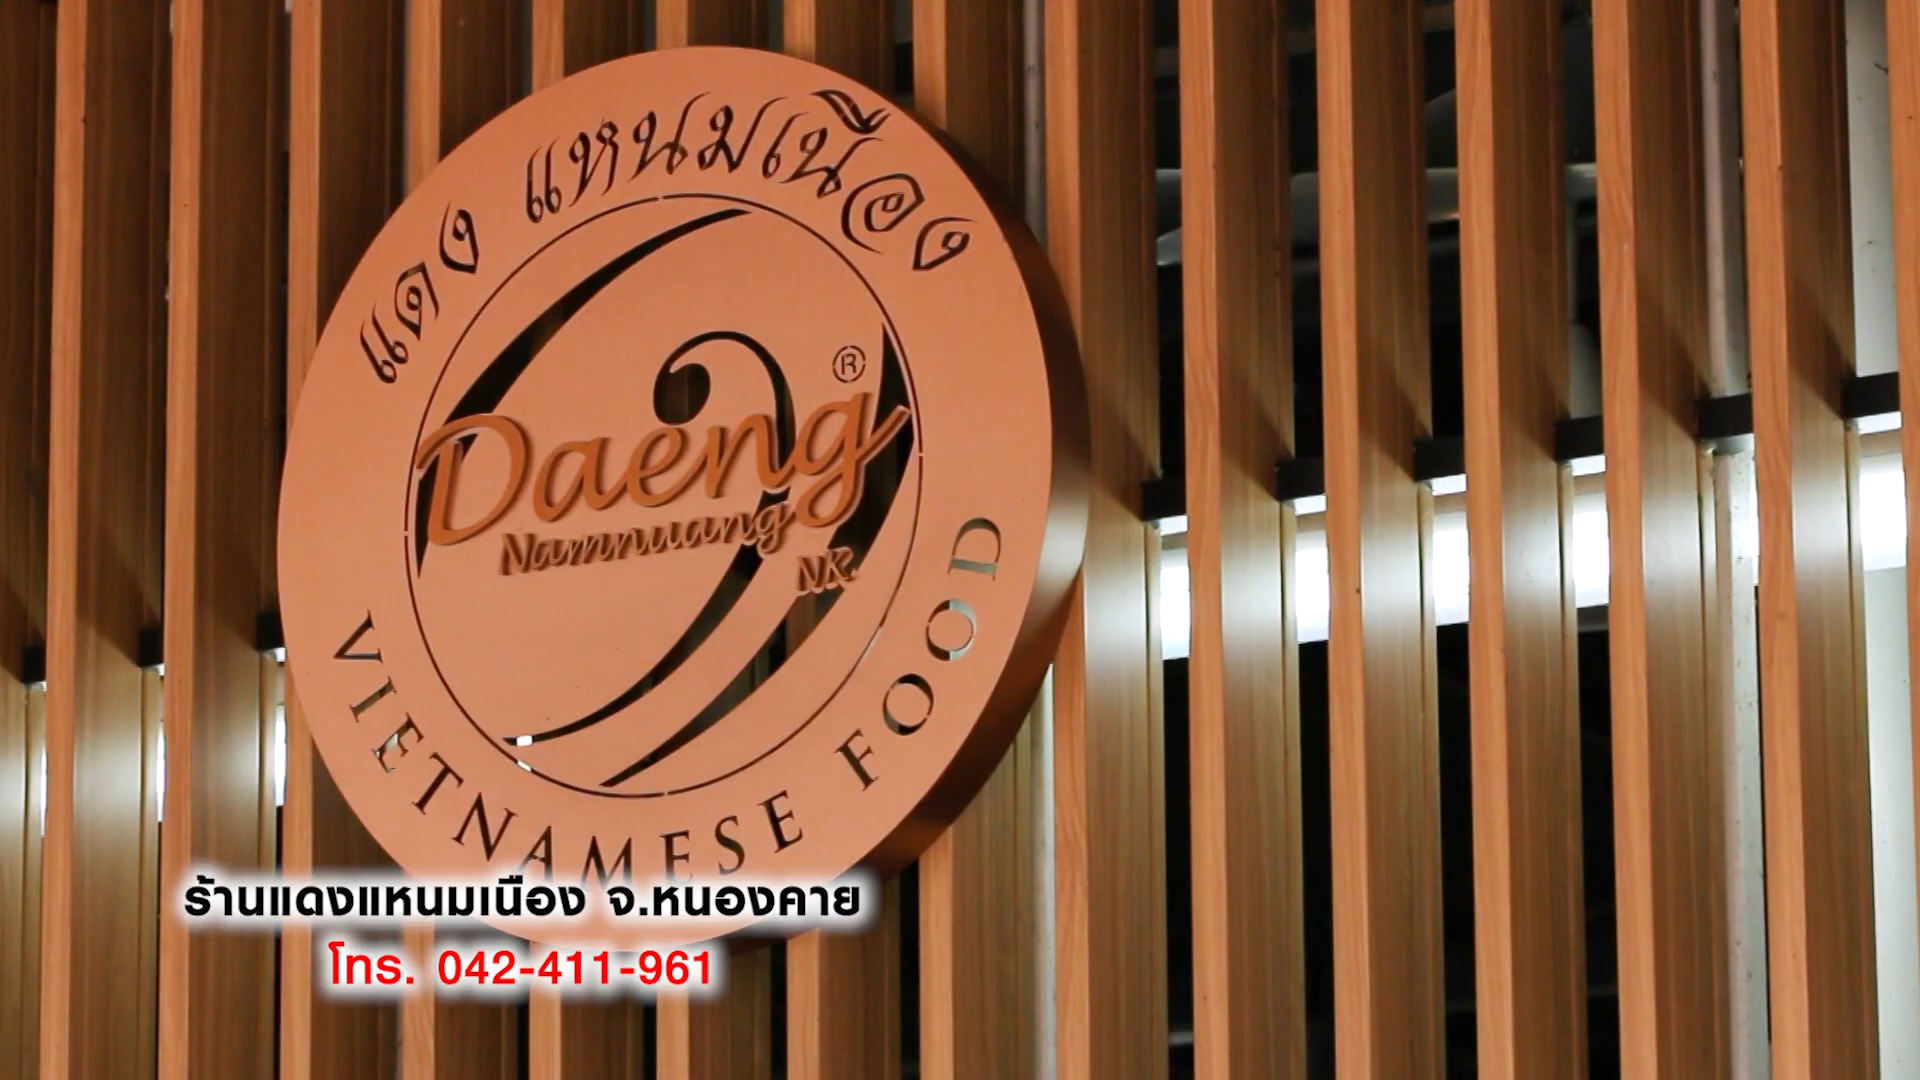 แดง แหนมเนือง
Daeng ®
Namnuang
NK.
VIETNAMESE FOOD
ร้านแดงแหนมเนือง จ.หนองคาย
โทร. 042-411-961